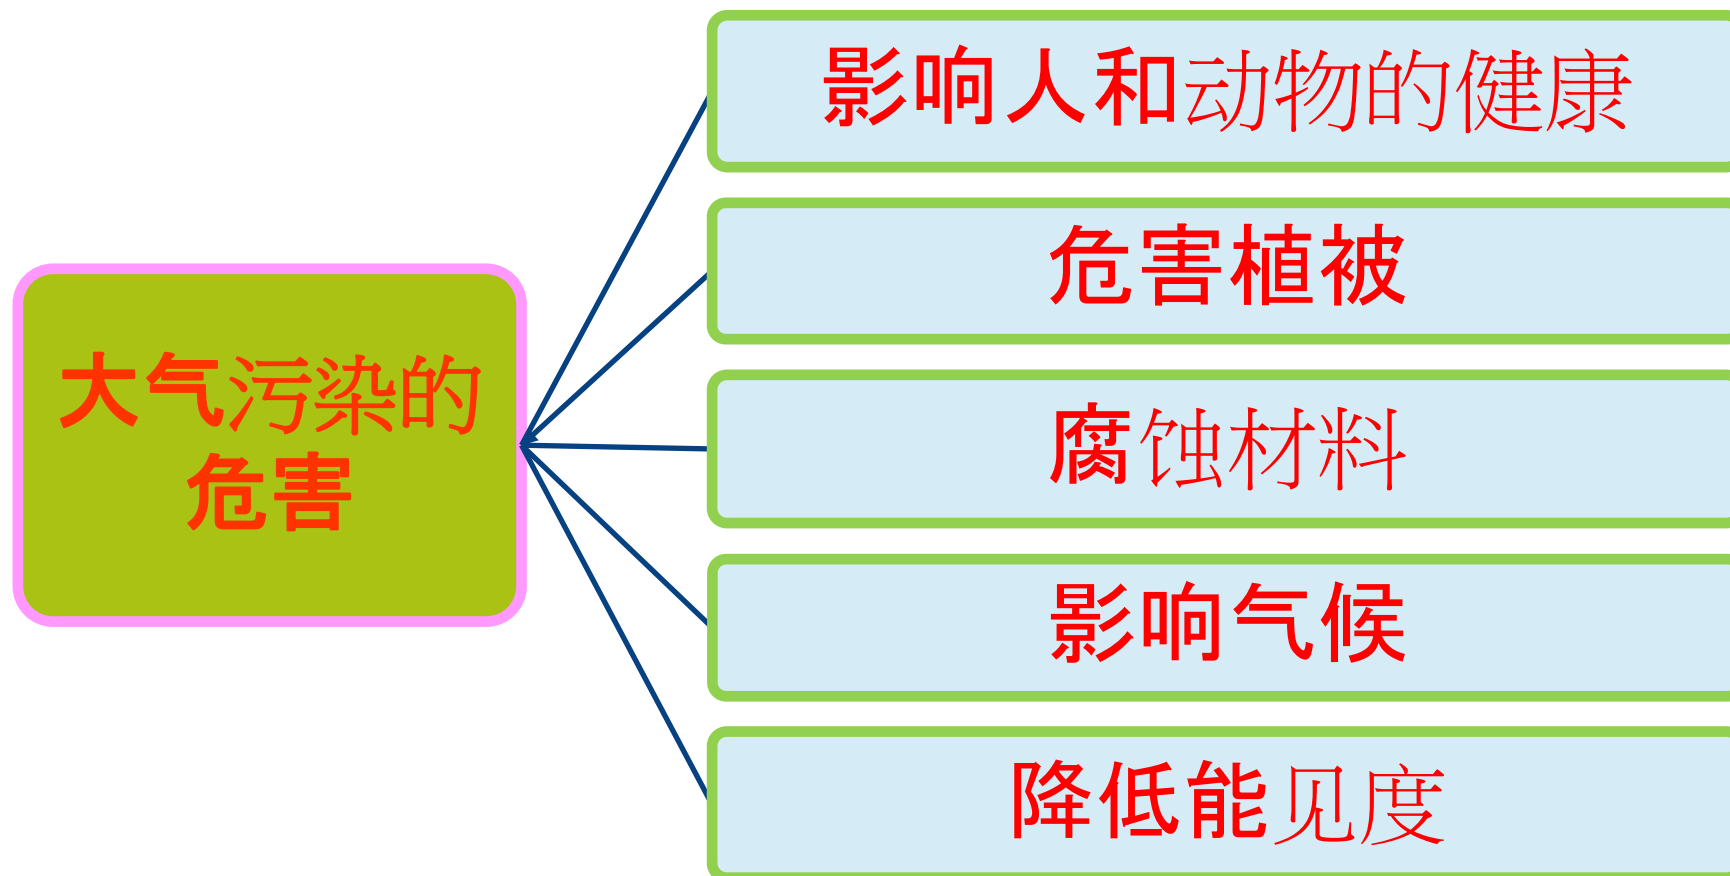 大气污染的
危害
影响人和动物的健康
危害植被
腐蚀材料
影响气候
降低能见度